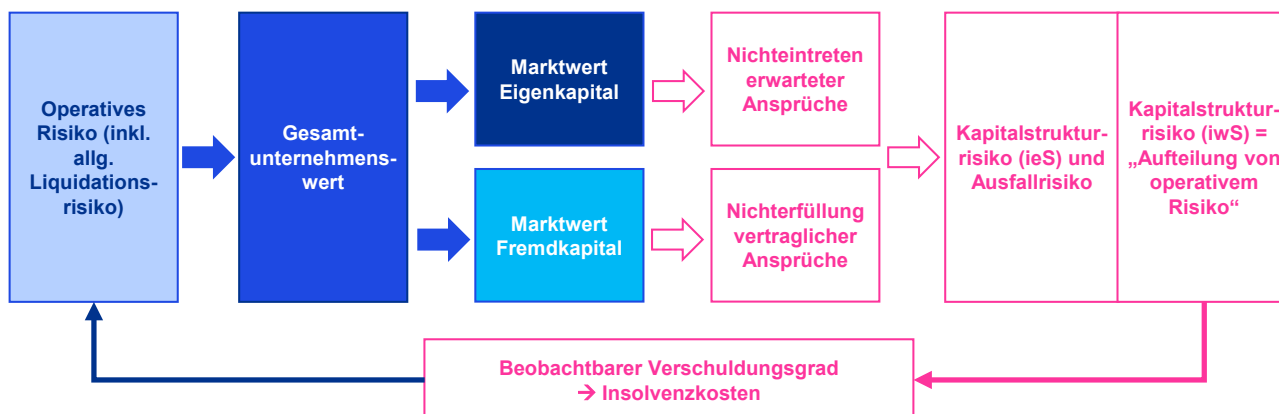 Operatives
Risiko (inkl.
allg.
Liquidations-
risiko)
Gesamt-
unternehmens-
wert
Marktwert
Eigenkapital
Marktwert
Fremdkapital
Nichteintreten
erwarteter
Ansprüche
Nichterfüllung
vertraglicher
Ansprüche
Kapitalstruktur-
risiko (ieS) und
Ausfallrisiko
Kapitalstruktur-
risiko (iwS) =
„Aufteilung von
operativem
Risiko“
Beobachtbarer Verschuldungsgrad
→ Insolvenzkosten